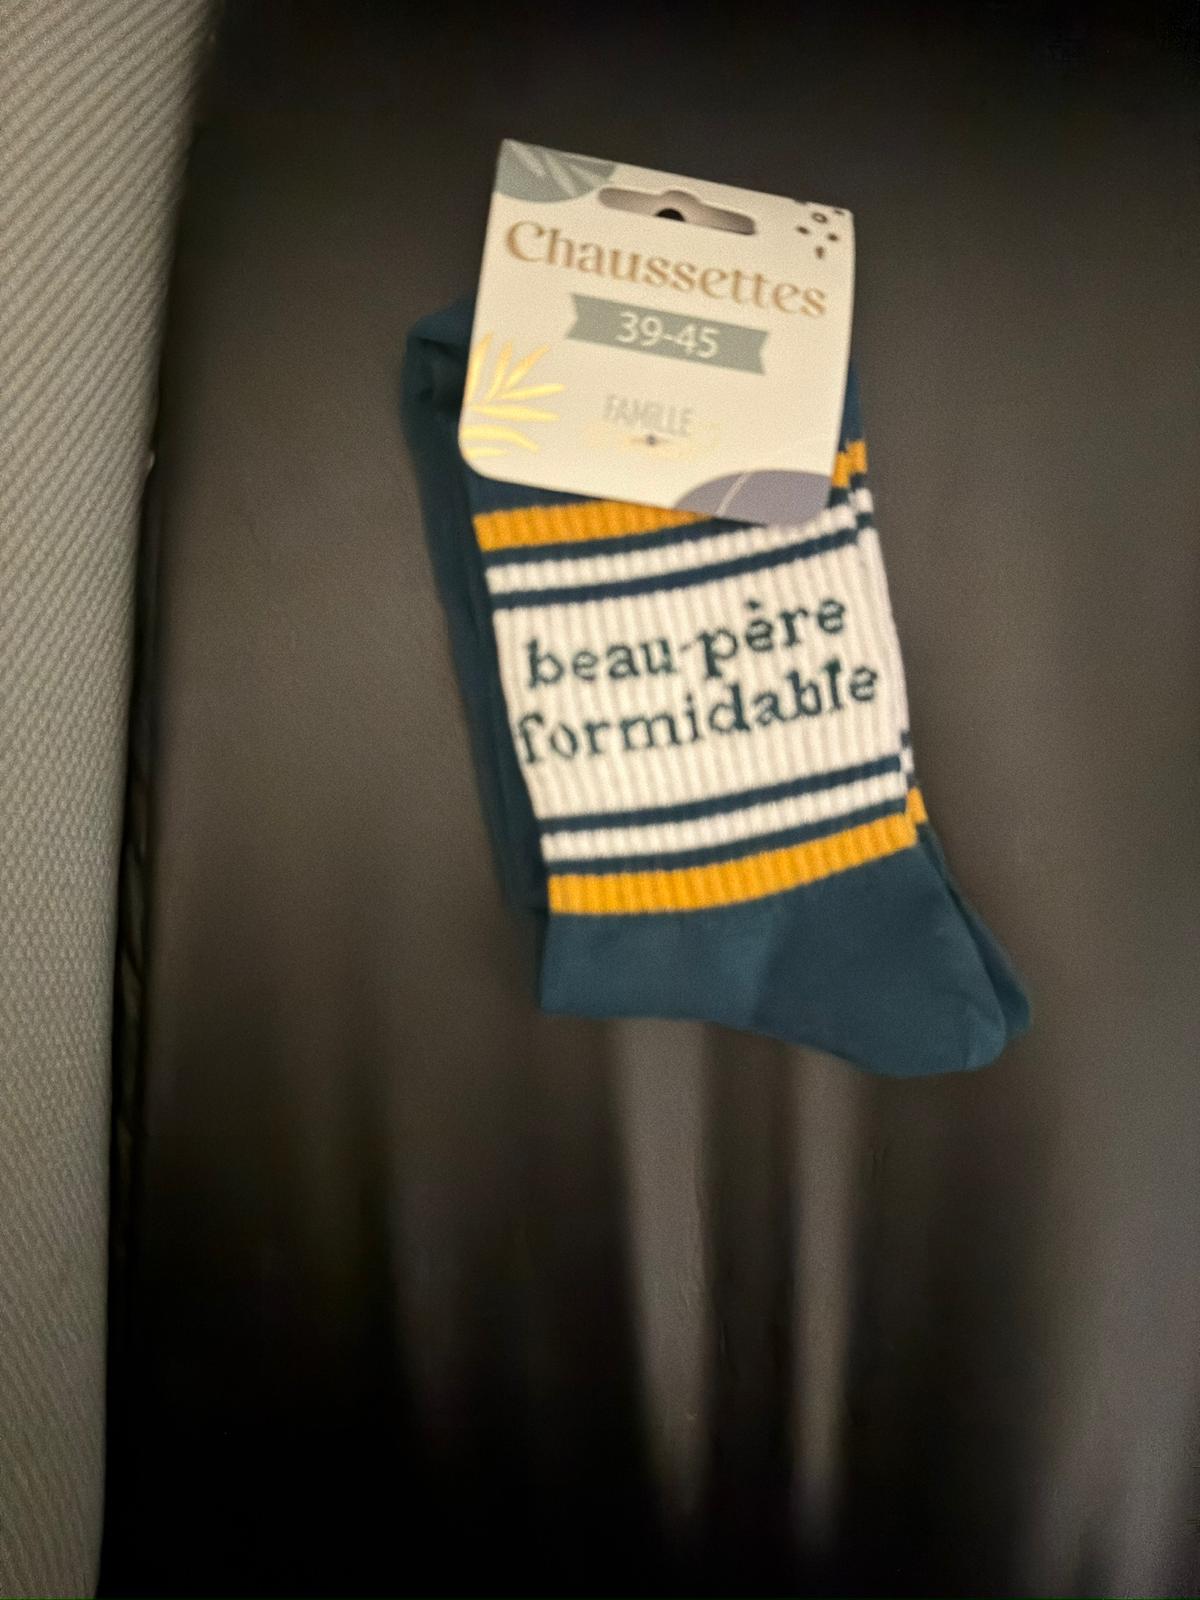 Chaussettes
39-45
FAMILLE
beau-père
formidable